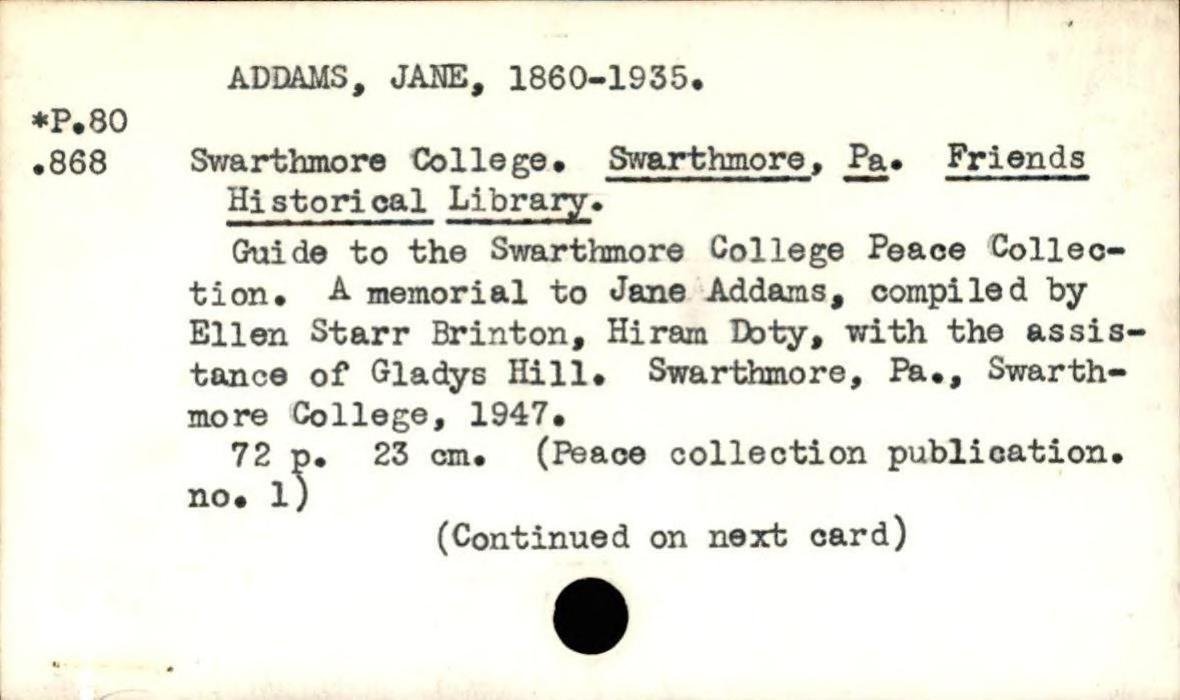 ADDAMS, JANE, 1860-1935.
*P.80
.868 Swarthmore College. Swarthmore, Pa. Friends
Historical Library.
Guide to the Swarthmore College Peace Collec-
tion. A memorial to Jane Addams, compiled by
Ellen Starr Brinton, Hiram Doty, with the assis-
tance of Gladys Hill. Swarthmore, Pa., Swarth-
more College, 1947.
72 p. 23 cm. (Peace collection publication.
no. 1)
(Continued on next card)